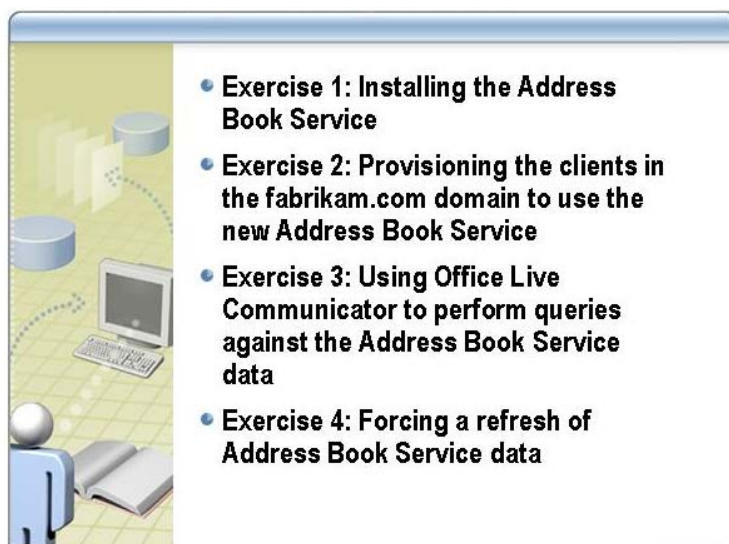 Exercise 1: Installing the Address
Book Service
Exercise 2: Provisioning the clients in
the fabrikam.com domain to use the
new Address Book Service
Exercise 3: Using Office Live
Communicator to perform queries
against the Address Book Service
data
Exercise 4: Forcing a refresh of
Address Book Service data